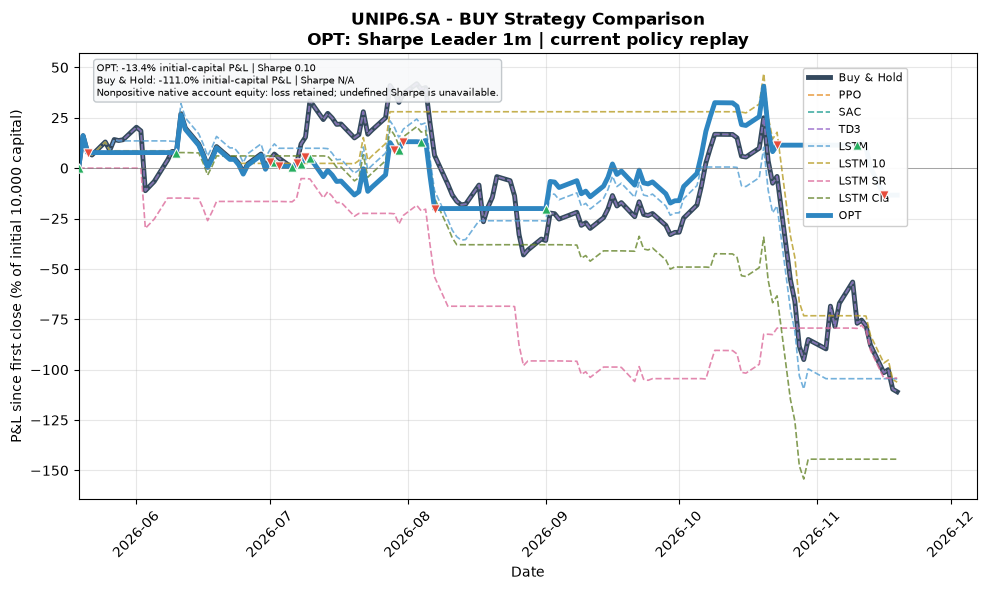 UNIP6.SA - BUY Strategy Comparison
OPT: Sharpe Leader 1m | current policy replay
OPT: -13.4% initial-capital P&L | Sharpe 0.10
Buy & Hold: -111.0% initial-capital P&L | Sharpe N/A
Nonpositive native account equity: loss retained; undefined Sharpe is unavailable.
Buy & Hold
PPO
SAC
TD3
LSTM
LSTM 10
LSTM SR
LSTM
OPT
P&L since first close (% of initial 10,000 capital)
50
25
0
−25
−50
−75
−100
−125
−150
2026-06
2026-07
2026-08
2026-09
2026-10
2026-11
2026-12
Date